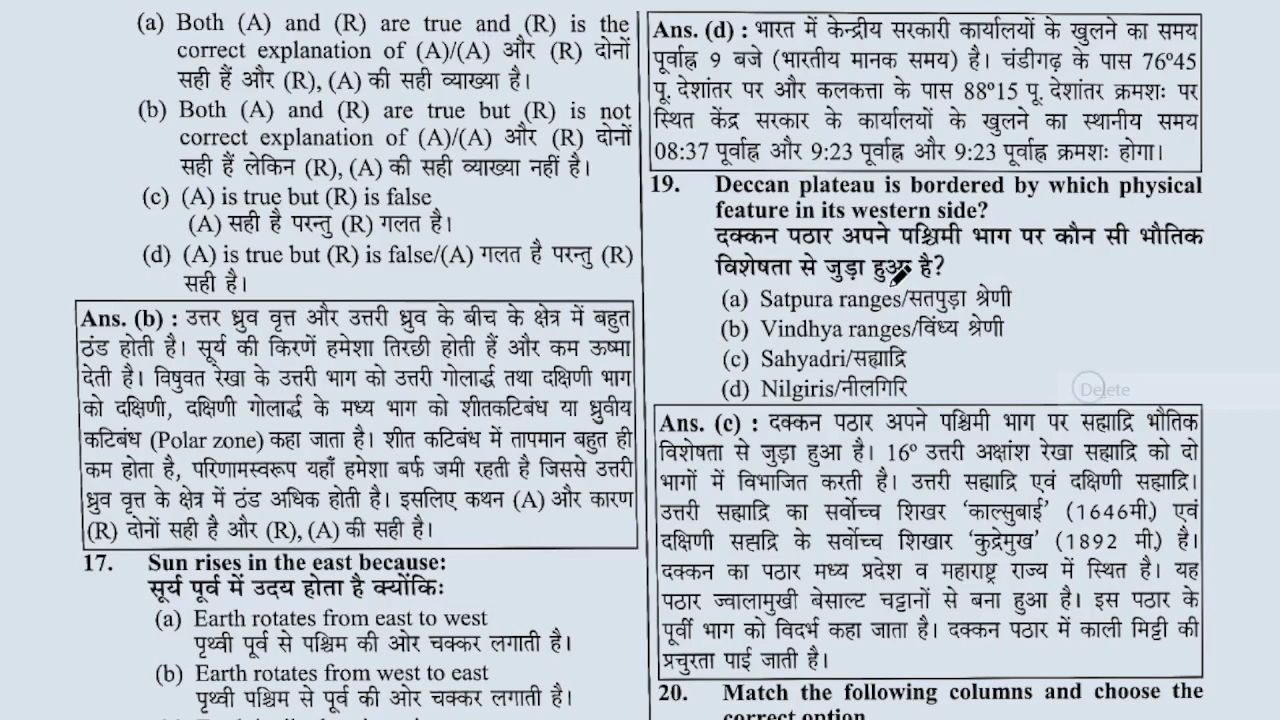 (a) Both (A) and (R) are true and (R) is the
correct explanation of (A)/(A) और (R) दोनों
सही हैं और (R), (A) की सही व्याख्या है।
(b) Both (A) and (R) are true but (R) is not
correct explanation of (A)/(A) और (R) दोनों
सही हैं लेकिन (R), (A) की सही व्याख्या नहीं है।
(c) (A) is true but (R) is false
(A) सही है परन्तु (R) गलत है।
(d) (A) is true but (R) is false/(A) गलत है परन्तु (R)
सही है।
Ans. (b) : उत्तर ध्रुव वृत्त और उत्तरी ध्रुव के बीच के क्षेत्र में बहुत
ठंड होती है। सूर्य की किरणें हमेशा तिरछी होती हैं और कम ऊष्मा
देती है। विषुवत रेखा के उत्तरी भाग को उत्तरी गोलार्द्ध तथा दक्षिणी भाग
को दक्षिणी, दक्षिणी गोलार्द्ध के मध्य भाग को शीतकटिबंध या ध्रुवीय
कटिबंध (Polar zone) कहा जाता है। शीत कटिबंध में तापमान बहुत ही
कम होता है, परिणामस्वरूप यहाँ हमेशा बर्फ जमी रहती है जिससे उत्तरी
ध्रुव वृत्त के क्षेत्र में ठंड अधिक होती है। इसलिए कथन (A) और कारण
(R) दोनों सही है और (R), (A) की सही है।
17. Sun rises in the east because:
सूर्य पूर्व में उदय होता है क्योंकिः
(a) Earth rotates from east to west
पृथ्वी पूर्व से पश्चिम की ओर चक्कर लगाती है।
(b) Earth rotates from west to east
पृथ्वी पश्चिम से पूर्व की ओर चक्कर लगाती है।
Ans. (d) : भारत में केन्द्रीय सरकारी कार्यालयों के खुलने का समय
पूर्वाह्न 9 बजे (भारतीय मानक समय) है। चंडीगढ़ के पास 76º45
पू. देशांतर पर और कलकत्ता के पास 88º15 पू. देशांतर क्रमशः पर
स्थित केंद्र सरकार के कार्यालयों के खुलने का स्थानीय समय
08:37 पूर्वाह्न और 9:23 पूर्वाह्न और 9:23 पूर्वाह्न क्रमशः होगा।
19. Deccan plateau is bordered by which physical
feature in its western side?
दक्कन पठार अपने पश्चिमी भाग पर कौन सी भौतिक
विशेषता से जुड़ा हुआ है?
(a) Satpura ranges/सतपुड़ा श्रेणी
(b) Vindhya ranges/विंध्य श्रेणी
(c) Sahyadri/सह्याद्रि
(d) Nilgiris/नीलगिरि
Delete
Ans. (c) : दक्कन पठार अपने पश्चिमी भाग पर सह्याद्रि भौतिक
विशेषता से जुड़ा हुआ है। 16º उत्तरी अक्षांश रेखा सह्याद्रि को दो
भागों में विभाजित करती है। उत्तरी सह्याद्रि एवं दक्षिणी सह्याद्रि।
उत्तरी सह्याद्रि का सर्वोच्च शिखर ‘काल्सुबाई’ (1646मी.) एवं
दक्षिणी सह्यद्रि के सर्वोच्च शिखार ‘कुद्रेमुख’ (1892 मी.) है।
दक्कन का पठार मध्य प्रदेश व महाराष्ट्र राज्य में स्थित है। यह
पठार ज्वालामुखी बेसाल्ट चट्टानों से बना हुआ है। इस पठार के
पूर्वी भाग को विदर्भ कहा जाता है। दक्कन पठार में काली मिट्टी की
प्रचुरता पाई जाती है।
20. Match the following columns and choose the
correct option